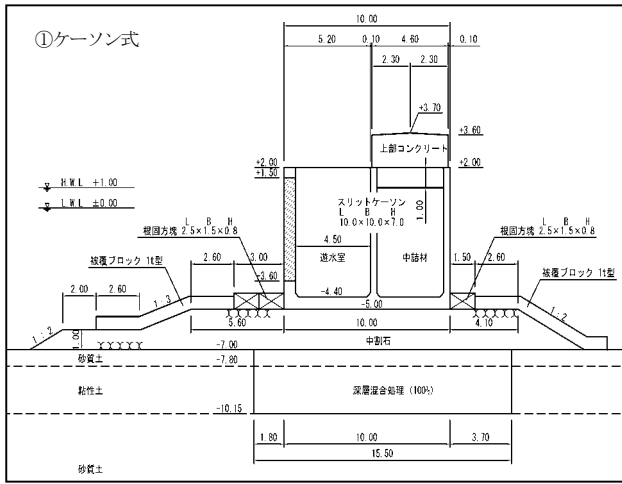 ①ケーソン式
10.00
5.20 0.10 4.60 0.10
2.30 2.30
+3.70
+3.60
上部コンクリート
+2.00 +2.00
+1.50
H.W.L +1.00
L.W.L ±0.00
スリットケーソン
L B H
10.0×10.0×7.0
1.00
L B H
根固方塊 2.5×1.5×0.8
L B H
根固方塊 2.5×1.5×0.8
4.50
遊水室
中詰材
被覆ブロック 1t型
被覆ブロック 1t型
2.60 3.00
1.50 2.60
-3.60
-4.40
-5.00
2.00 2.60
1:3
1:2
1:2
1.00
5.60 10.00 4.10
中割石
-7.00
砂質土
-7.80
粘性土
深層混合処理 (100%)
-10.15
1.80 10.00 3.70
15.50
砂質土